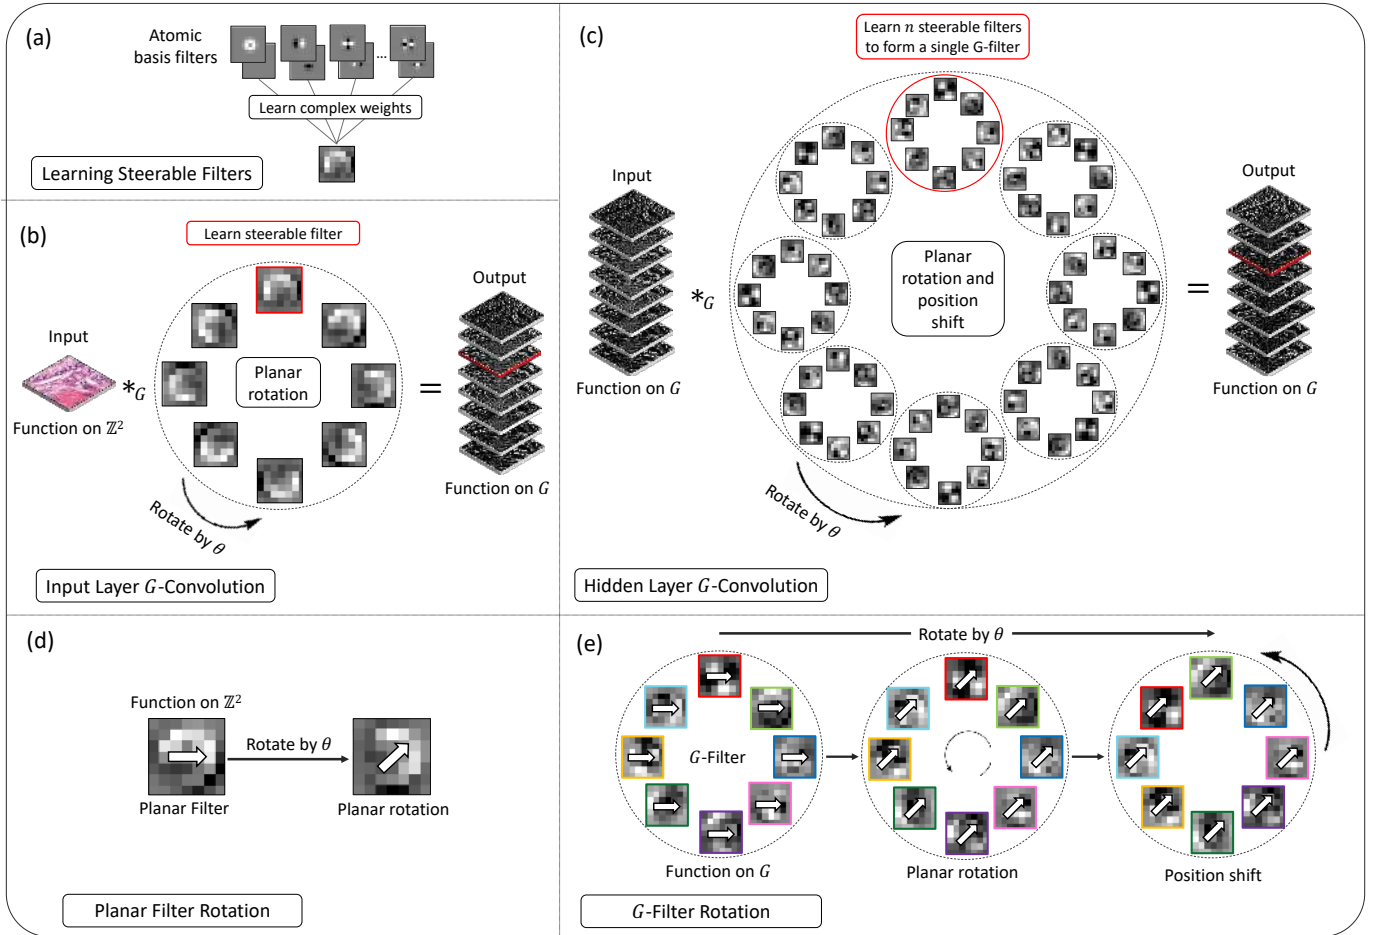 (a)
Atomic
basis filters
...
Learn complex weights
Learning Steerable Filters
(b)
Learn steerable filter
Input
Function on ℤ²
*G
Planar
rotation
Rotate by θ
=
Output
Function on G
Input Layer G-Convolution
(c)
Learn n steerable filters
to form a single G-filter
Input
Function on G
*G
Planar
rotation and
position
shift
Rotate by θ
=
Output
Function on G
Hidden Layer G-Convolution
(d)
Function on ℤ²
Rotate by θ
Planar Filter
Planar rotation
Planar Filter Rotation
(e)
Rotate by θ
G-Filter
Function on G
Planar rotation
Position shift
G-Filter Rotation